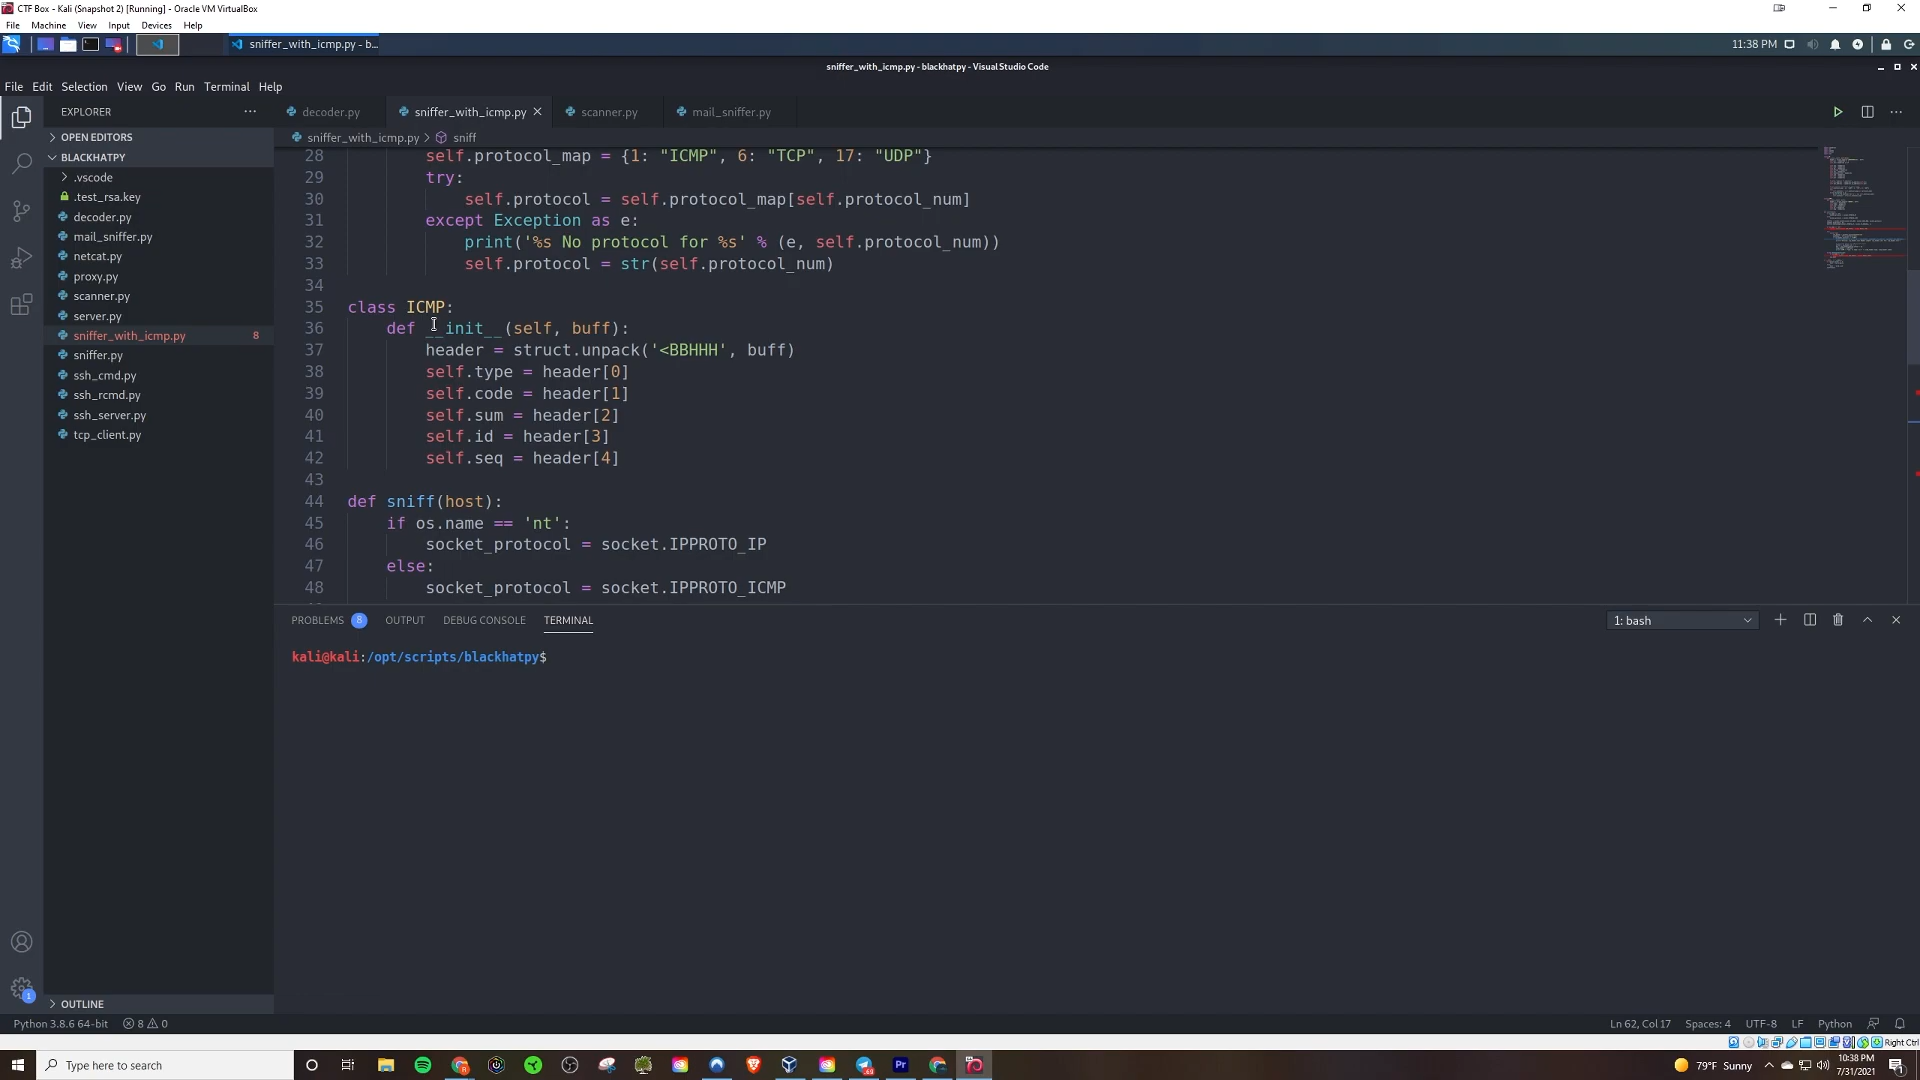 CTF Box - Kali (Snapshot 2) [Running] - Oracle VM VirtualBox
File Machine View Input Devices Help
sniffer_with_icmp.py - b...
11:38 PM
sniffer_with_icmp.py - blackhatpy - Visual Studio Code
File Edit Selection View Go Run Terminal Help
EXPLORER
decoder.py
sniffer_with_icmp.py
scanner.py
mail_sniffer.py
OPEN EDITORS
sniffer_with_icmp.py > sniff
BLACKHATPY
.vscode
.test_rsa.key
decoder.py
mail_sniffer.py
netcat.py
proxy.py
scanner.py
server.py
sniffer_with_icmp.py 8
sniffer.py
ssh_cmd.py
ssh_rcmd.py
ssh_server.py
tcp_client.py
OUTLINE
28 self.protocol_map = {1: "ICMP", 6: "TCP", 17: "UDP"}
29 try:
30 self.protocol = self.protocol_map[self.protocol_num]
31 except Exception as e:
32 print('%s No protocol for %s' % (e, self.protocol_num))
33 self.protocol = str(self.protocol_num)
34
35 class ICMP:
36 def __init__(self, buff):
37 header = struct.unpack('<BBHHH', buff)
38 self.type = header[0]
39 self.code = header[1]
40 self.sum = header[2]
41 self.id = header[3]
42 self.seq = header[4]
43
44 def sniff(host):
45 if os.name == 'nt':
46 socket_protocol = socket.IPPROTO_IP
47 else:
48 socket_protocol = socket.IPPROTO_ICMP
PROBLEMS 8 OUTPUT DEBUG CONSOLE TERMINAL
1: bash
kali@kali:/opt/scripts/blackhatpy$
1
Python 3.8.6 64-bit 8 0
Ln 62, Col 17 Spaces: 4 UTF-8 LF Python
Right Ctrl
Type here to search
Pr
79°F Sunny
10:38 PM
7/31/2021